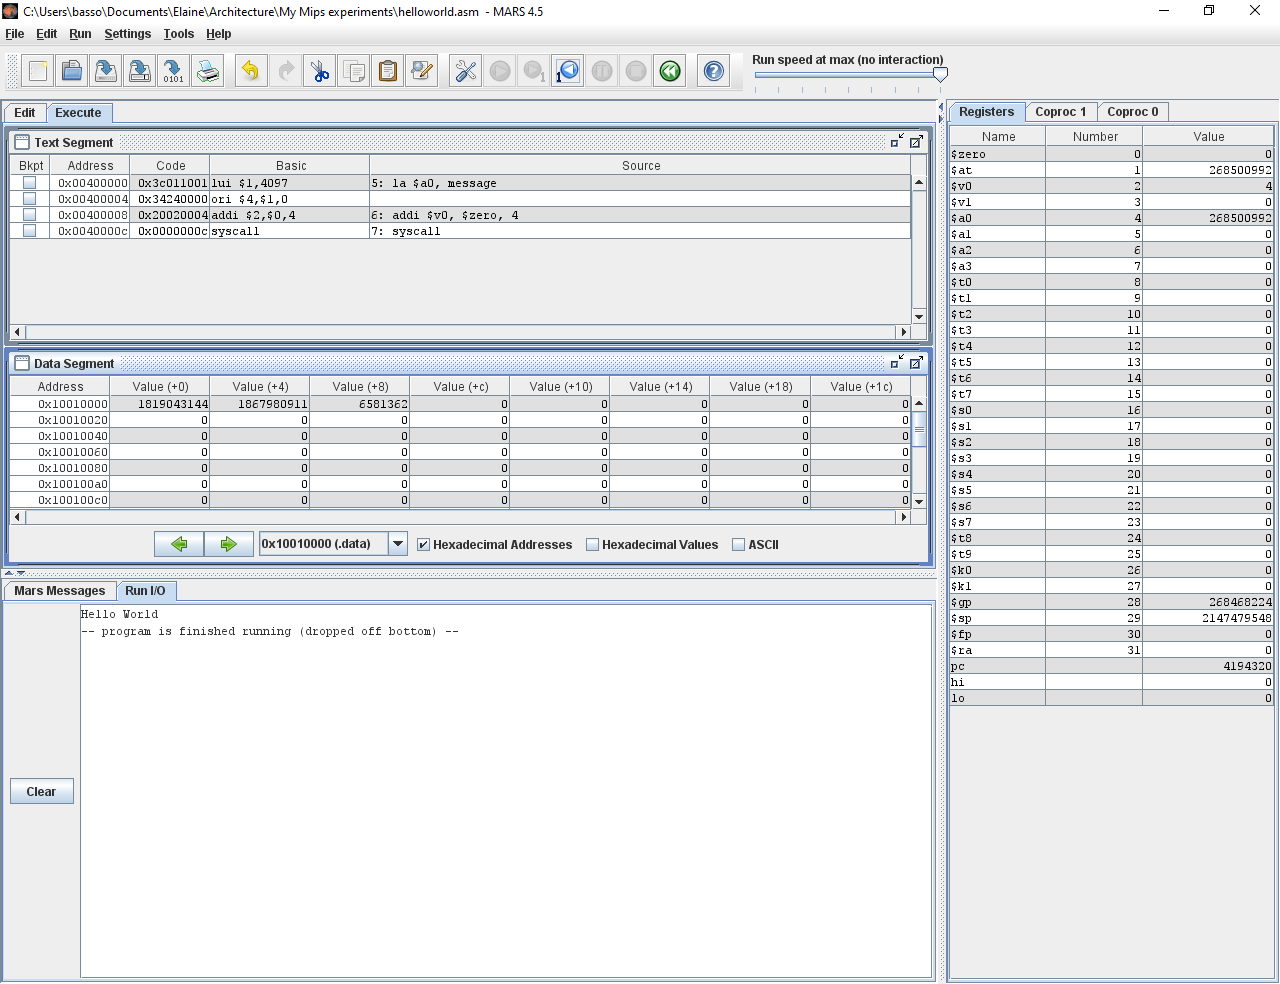 C:\Users\basso\Documents\Elaine\Architecture\My Mips experiments\helloworld.asm - MARS 4.5
File Edit Run Settings Tools Help
Run speed at max (no interaction)
Edit Execute
Text Segment
Bkpt Address Code Basic Source
0x00400000 0x3c011001 lui $1,4097 5: la $a0, message
0x00400004 0x34240000 ori $4,$1,0
0x00400008 0x20020004 addi $2,$0,4 6: addi $v0, $zero, 4
0x0040000c 0x0000000c syscall 7: syscall
Data Segment
Address Value (+0) Value (+4) Value (+8) Value (+c) Value (+10) Value (+14) Value (+18) Value (+1c)
0x10010000 1819043144 1867980911 6581362 0 0 0 0 0
0x10010020 0 0 0 0 0 0 0 0
0x10010040 0 0 0 0 0 0 0 0
0x10010060 0 0 0 0 0 0 0 0
0x10010080 0 0 0 0 0 0 0 0
0x100100a0 0 0 0 0 0 0 0 0
0x100100c0 0 0 0 0 0 0 0 0
0x10010000 (.data) Hexadecimal Addresses Hexadecimal Values ASCII
Mars Messages Run I/O
Hello World
-- program is finished running (dropped off bottom) --
Clear
Registers Coproc 1 Coproc 0
Name Number Value
$zero 0 0
$at 1 268500992
$v0 2 4
$v1 3 0
$a0 4 268500992
$a1 5 0
$a2 6 0
$a3 7 0
$t0 8 0
$t1 9 0
$t2 10 0
$t3 11 0
$t4 12 0
$t5 13 0
$t6 14 0
$t7 15 0
$s0 16 0
$s1 17 0
$s2 18 0
$s3 19 0
$s4 20 0
$s5 21 0
$s6 22 0
$s7 23 0
$t8 24 0
$t9 25 0
$k0 26 0
$k1 27 0
$gp 28 268468224
$sp 29 2147479548
$fp 30 0
$ra 31 0
pc 4194320
hi 0
lo 0